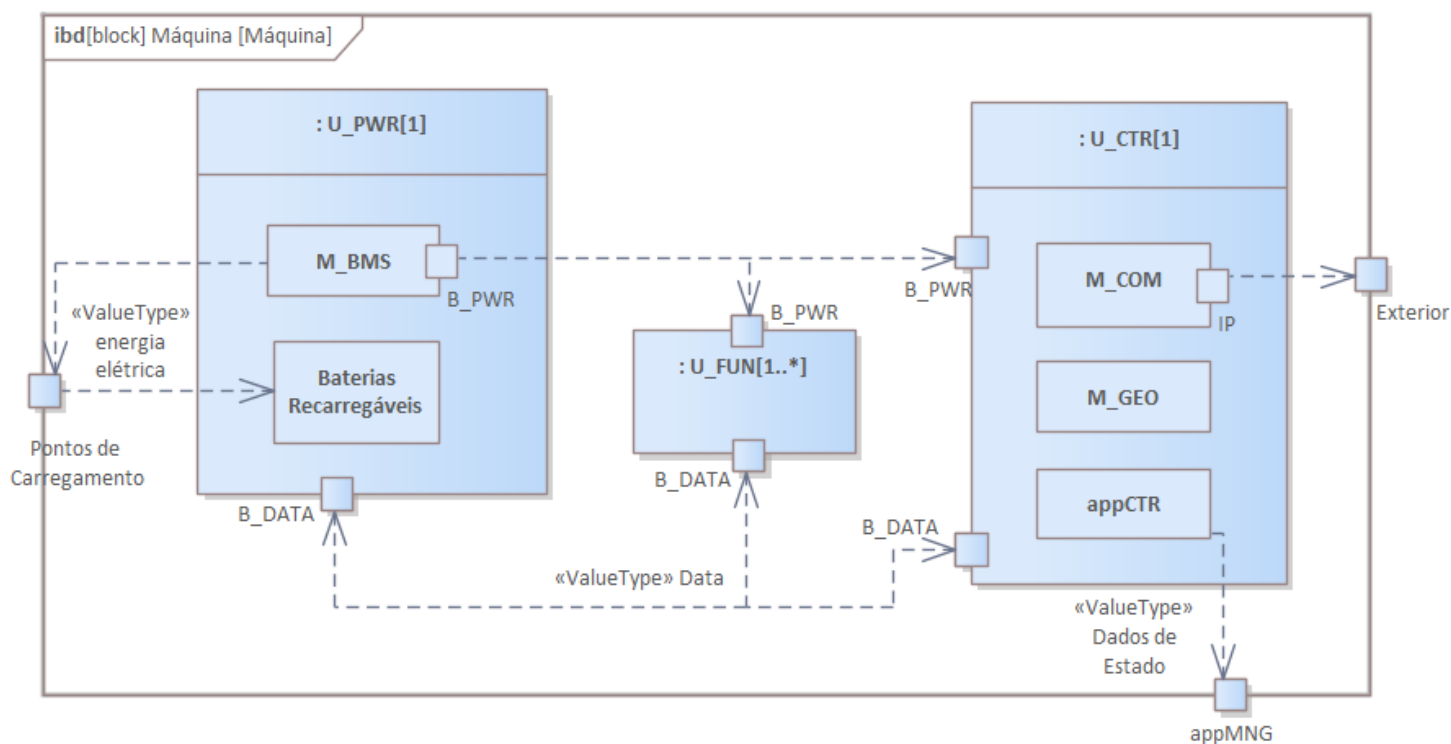 ibd[block] Máquina [Máquina]
: U_PWR[1]
: U_CTR[1]
M_BMS
B_PWR
«ValueType»
energia
elétrica
Baterias
Recarregáveis
Pontos de
Carregamento
B_DATA
B_PWR
: U_FUN[1..*]
B_DATA
«ValueType» Data
B_PWR
M_COM
IP
Exterior
M_GEO
appCTR
B_DATA
«ValueType»
Dados de
Estado
appMNG